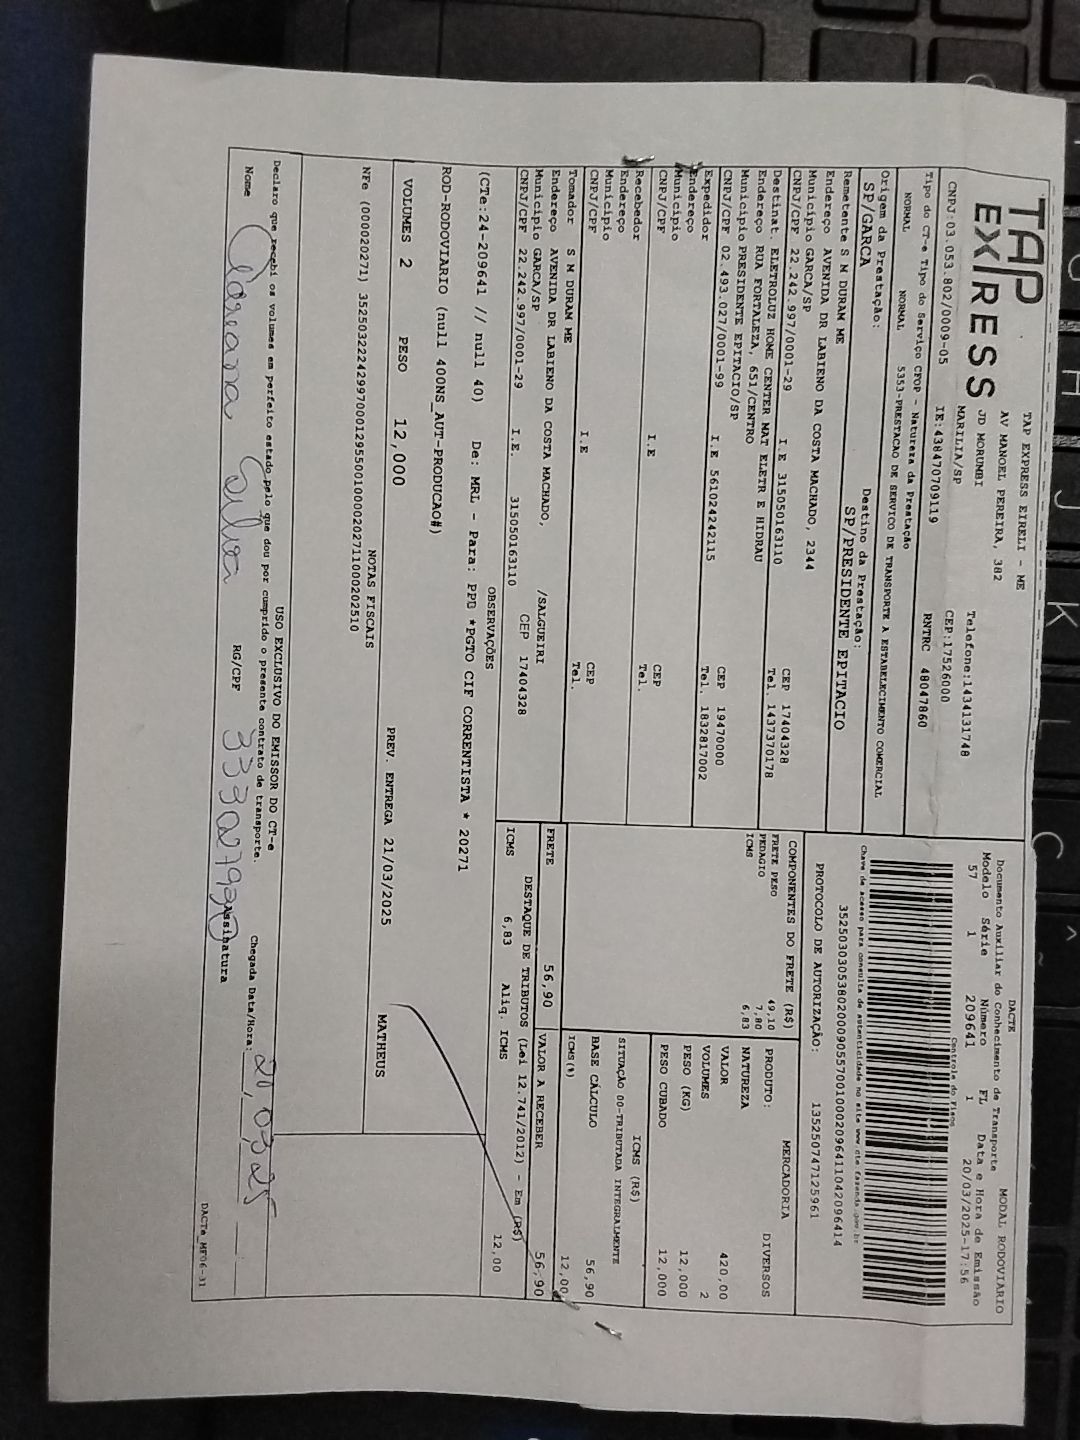 TAP EXPRESS
TAP EXPRESS EIRELI - ME
AV MANOEL PEREIRA, 382
JD MORUMBI
MARILIA/SP
Telefone:1434131748
CEP:17526000
CNPJ:03.053.802/0009-05
IE:438470709119
RNTRC 48047860
Tipo do CT-e Tipo do Serviço CFOP - Natureza da Prestação
NORMAL NORMAL 5353-PRESTACAO DE SERVICO DE TRANSPORTE A ESTABELECIMENTO COMERCIAL
Origem da Prestação: Destino da Prestação:
SP/GARCA SP/PRESIDENTE EPITACIO
Remetente S M DURAM ME
Endereço AVENIDA DR LABIENO DA COSTA MACHADO, 2344
Município GARCA/SP CEP 17404328
CNPJ/CPF 22.242.997/0001-29 I.E 315050163110 Tel. 1437370178
Destinat. ELETROLUZ HOME CENTER MAT ELETR E HIDRAU
Endereço RUA FORTALEZA, 651/CENTRO
Município PRESIDENTE EPITACIO/SP CEP 19470000
CNPJ/CPF 02.493.027/0001-99 I.E 561024242115 Tel. 1832817002
Expedidor
Endereço
Município CEP
CNPJ/CPF I.E Tel.
Recebedor
Endereço
Município CEP
CNPJ/CPF I.E Tel.
Tomador S M DURAM ME
Endereço AVENIDA DR LABIENO DA COSTA MACHADO, /SALGUEIRI
Município GARCA/SP CEP 17404328
CNPJ/CPF 22.242.997/0001-29 I.E. 315050163110
DACTE MODAL RODOVIARIO
Documento Auxiliar do Conhecimento de Transporte
Modelo Série Número FL Data e Hora de Emissão
57 1 209641 1 20/03/2025-17:56
Controle do Fisco
35250303053802000905570010002096411042096414
Chave de acesso para consulta de autenticidade no site www.cte.fazenda.gov.br
PROTOCOLO DE AUTORIZAÇÃO: 135250747125961
COMPONENTES DO FRETE (R$)
FRETE PESO 49,10
PEDAGIO 7,80
ICMS 6,83
MERCADORIA
PRODUTO: DIVERSOS
NATUREZA
VALOR 420,00
VOLUMES 2
PESO (KG) 12,000
PESO CUBADO 12,000
ICMS (R$)
SITUAÇÃO 00-TRIBUTADA INTEGRALMENTE
BASE CÁLCULO 56,90
ICMS (%) 12,00
FRETE 56,90 VALOR A RECEBER 56,90
DESTAQUE DE TRIBUTOS (Lei 12.741/2012) - Em (R$)
ICMS 6,83 Aliq. ICMS 12,00
OBSERVAÇÕES
(CTe:24-209641 // null 40) De: MRL - Para: PPD *PGTO CIF CORRENTISTA * 20271
ROD-RODOVIARIO (null 400NS_AUT-PRODUCAO#)
VOLUMES 2 PESO 12,000 PREV. ENTREGA 21/03/2025 MATHEUS
NOTAS FISCAIS
NFe (000020271) 35250322242997000129550010000202711000202510
USO EXCLUSIVO DO EMISSOR DO CT-e
Declaro que recebi os volumes em perfeito estado pelo que dou por cumprido o presente contrato de transporte.
Nome Silva RG/CPF Assinatura Chegada Data/Hora: 21 03 25
DACTe_MF06-31